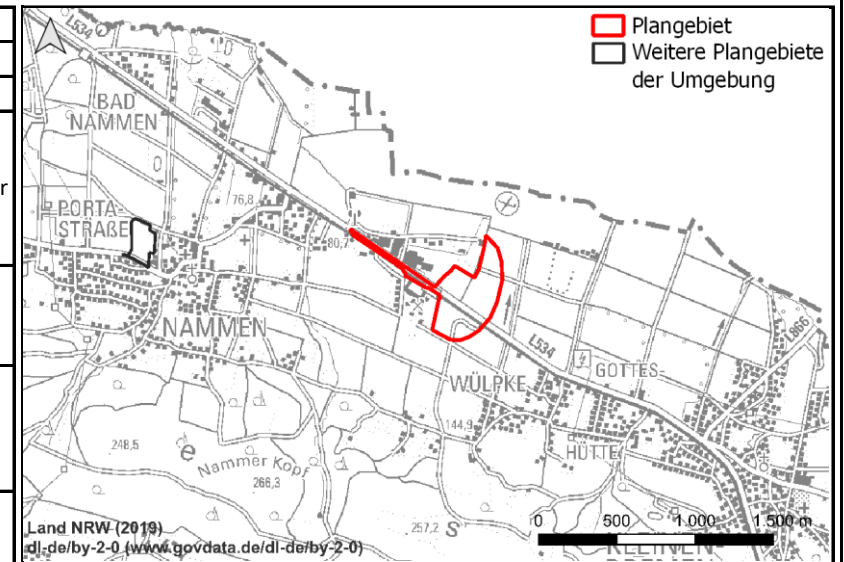 L534
Plangebiet
Weitere Plangebiete
der Umgebung
BAD
NAMMEN
r
76,8
PORTA-
STRAẞE
80,7
NAMMEN
L534
L866
GOTTES-
WÜLPKE
144,9
HÜTTE
248,5
e
Nammer Kopf
266,3
257,2
s
Land NRW (2019)
dl-de/by-2-0 (www.govdata.de/dl-de/by-2-0)
0 500 1.000 1.500 m
KLEINEN-
BREMEN